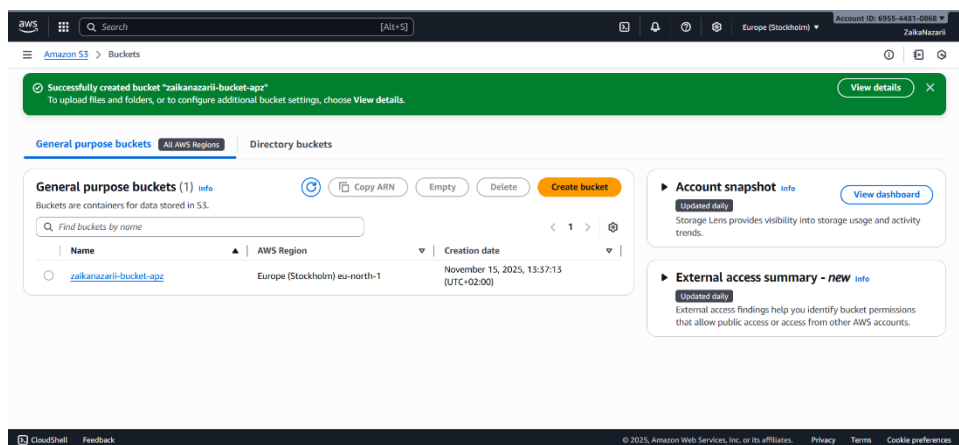 aws
Search [Alt+S]
Europe (Stockholm) ▼
Account ID: 6955-4481-0868 ▼
ZaikaNazarii
Amazon S3 > Buckets
Successfully created bucket "zaikanazarii-bucket-apz"
To upload files and folders, or to configure additional bucket settings, choose View details.
View details
General purpose buckets All AWS Regions
Directory buckets
General purpose buckets (1) Info
Copy ARN
Empty
Delete
Create bucket
Buckets are containers for data stored in S3.
Find buckets by name
< 1 >
Name ▲ AWS Region ▽ Creation date ▽
zaikanazarii-bucket-apz Europe (Stockholm) eu-north-1 November 15, 2025, 13:37:13
(UTC+02:00)
Account snapshot Info
View dashboard
Updated daily
Storage Lens provides visibility into storage usage and activity
trends.
External access summary - new Info
Updated daily
External access findings help you identify bucket permissions
that allow public access or access from other AWS accounts.
CloudShell Feedback © 2025, Amazon Web Services, Inc. or its affiliates. Privacy Terms Cookie preferences